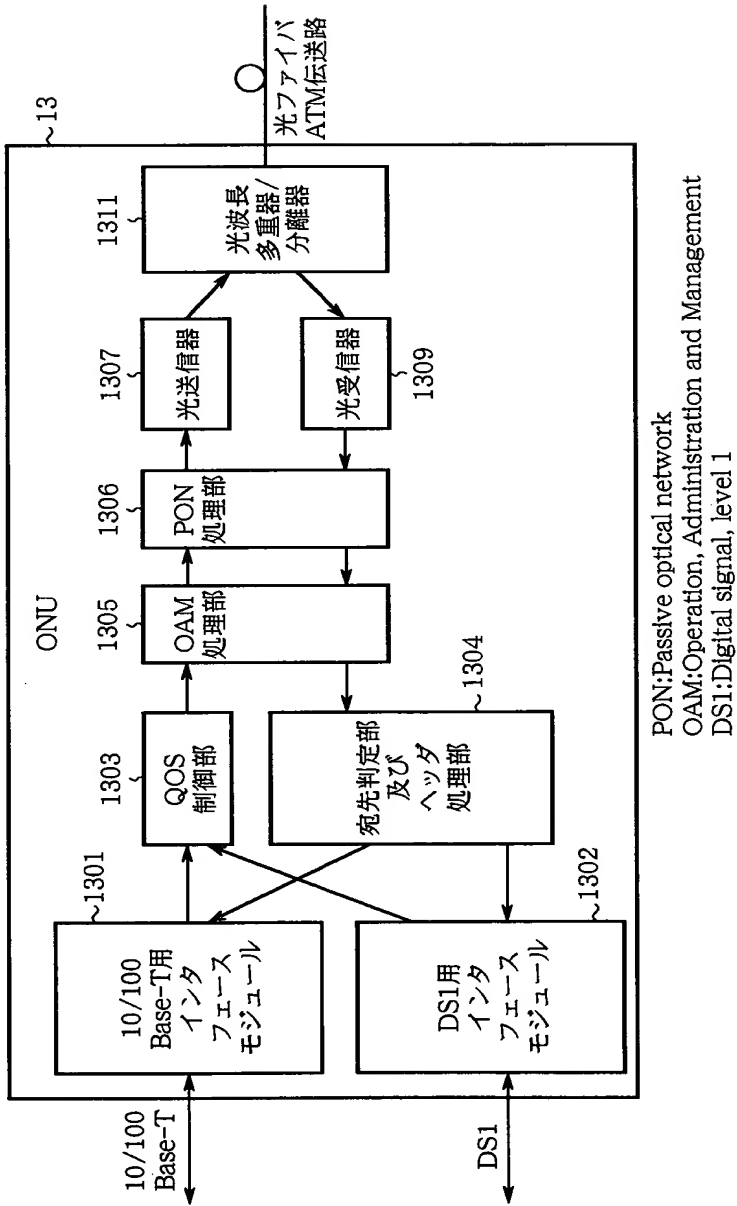 13
ONU
10/100
Base-T
DS1
1301
10/100
Base-T用
インタ
フェース
モジュール
1302
DS1用
インタ
フェース
モジュール
1303
QOS
制御部
1304
宛先判定部
及び
ヘッダ
処理部
1305
OAM
処理部
1306
PON
処理部
1307
光送信器
1309
光受信器
1311
光波長
多重器/
分離器
光ファイバ
ATM伝送路
PON:Passive optical network
OAM:Operation, Administration and Management
DS1:Digital signal, level 1